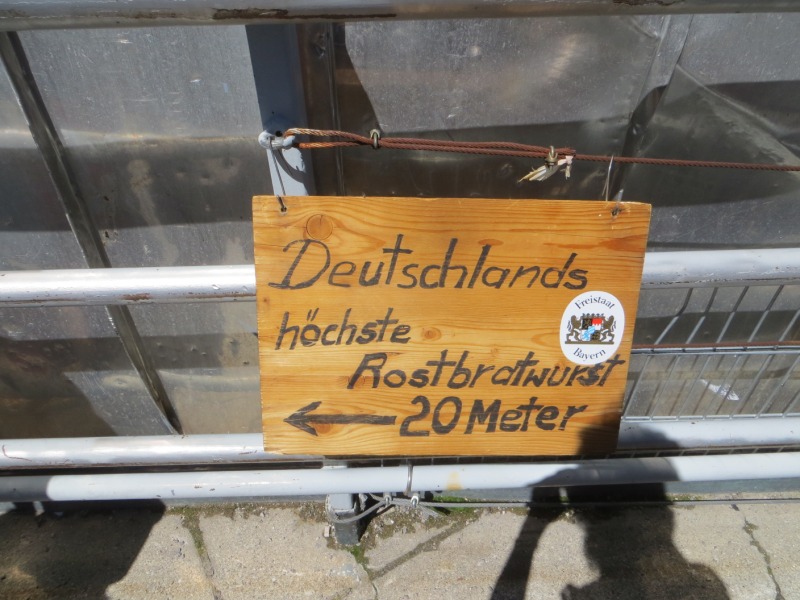 Deutschlands
höchste
Rostbratwurst
20 Meter
Freistaat
Bayern